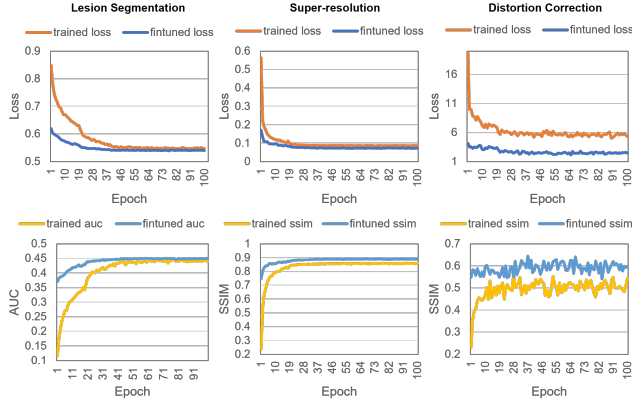 Lesion Segmentation
trained loss fintuned loss
0.9
0.8
0.7
0.6
0.5
Loss
1 10 19 28 37 46 55 64 73 82 91 100
Epoch
Super-resolution
trained loss fintuned loss
0.6
0.5
0.4
0.3
0.2
0.1
0
Loss
1 10 19 28 37 46 55 64 73 82 91 100
Epoch
Distortion Correction
trained loss fintuned loss
16
11
6
1
Loss
1 10 19 28 37 46 55 64 73 82 91 100
Epoch
trained auc fintuned auc
0.45
0.4
0.35
0.3
0.25
0.2
0.15
0.1
AUC
1 11 21 31 41 51 61 71 81 91
Epoch
trained ssim fintuned ssim
1
0.9
0.8
0.7
0.6
0.5
0.4
0.3
0.2
SSIM
1 10 19 28 37 46 55 64 73 82 91 100
Epoch
trained ssim fintuned ssim
0.7
0.6
0.5
0.4
0.3
0.2
SSIM
1 10 19 28 37 46 55 64 73 82 91 100
Epoch